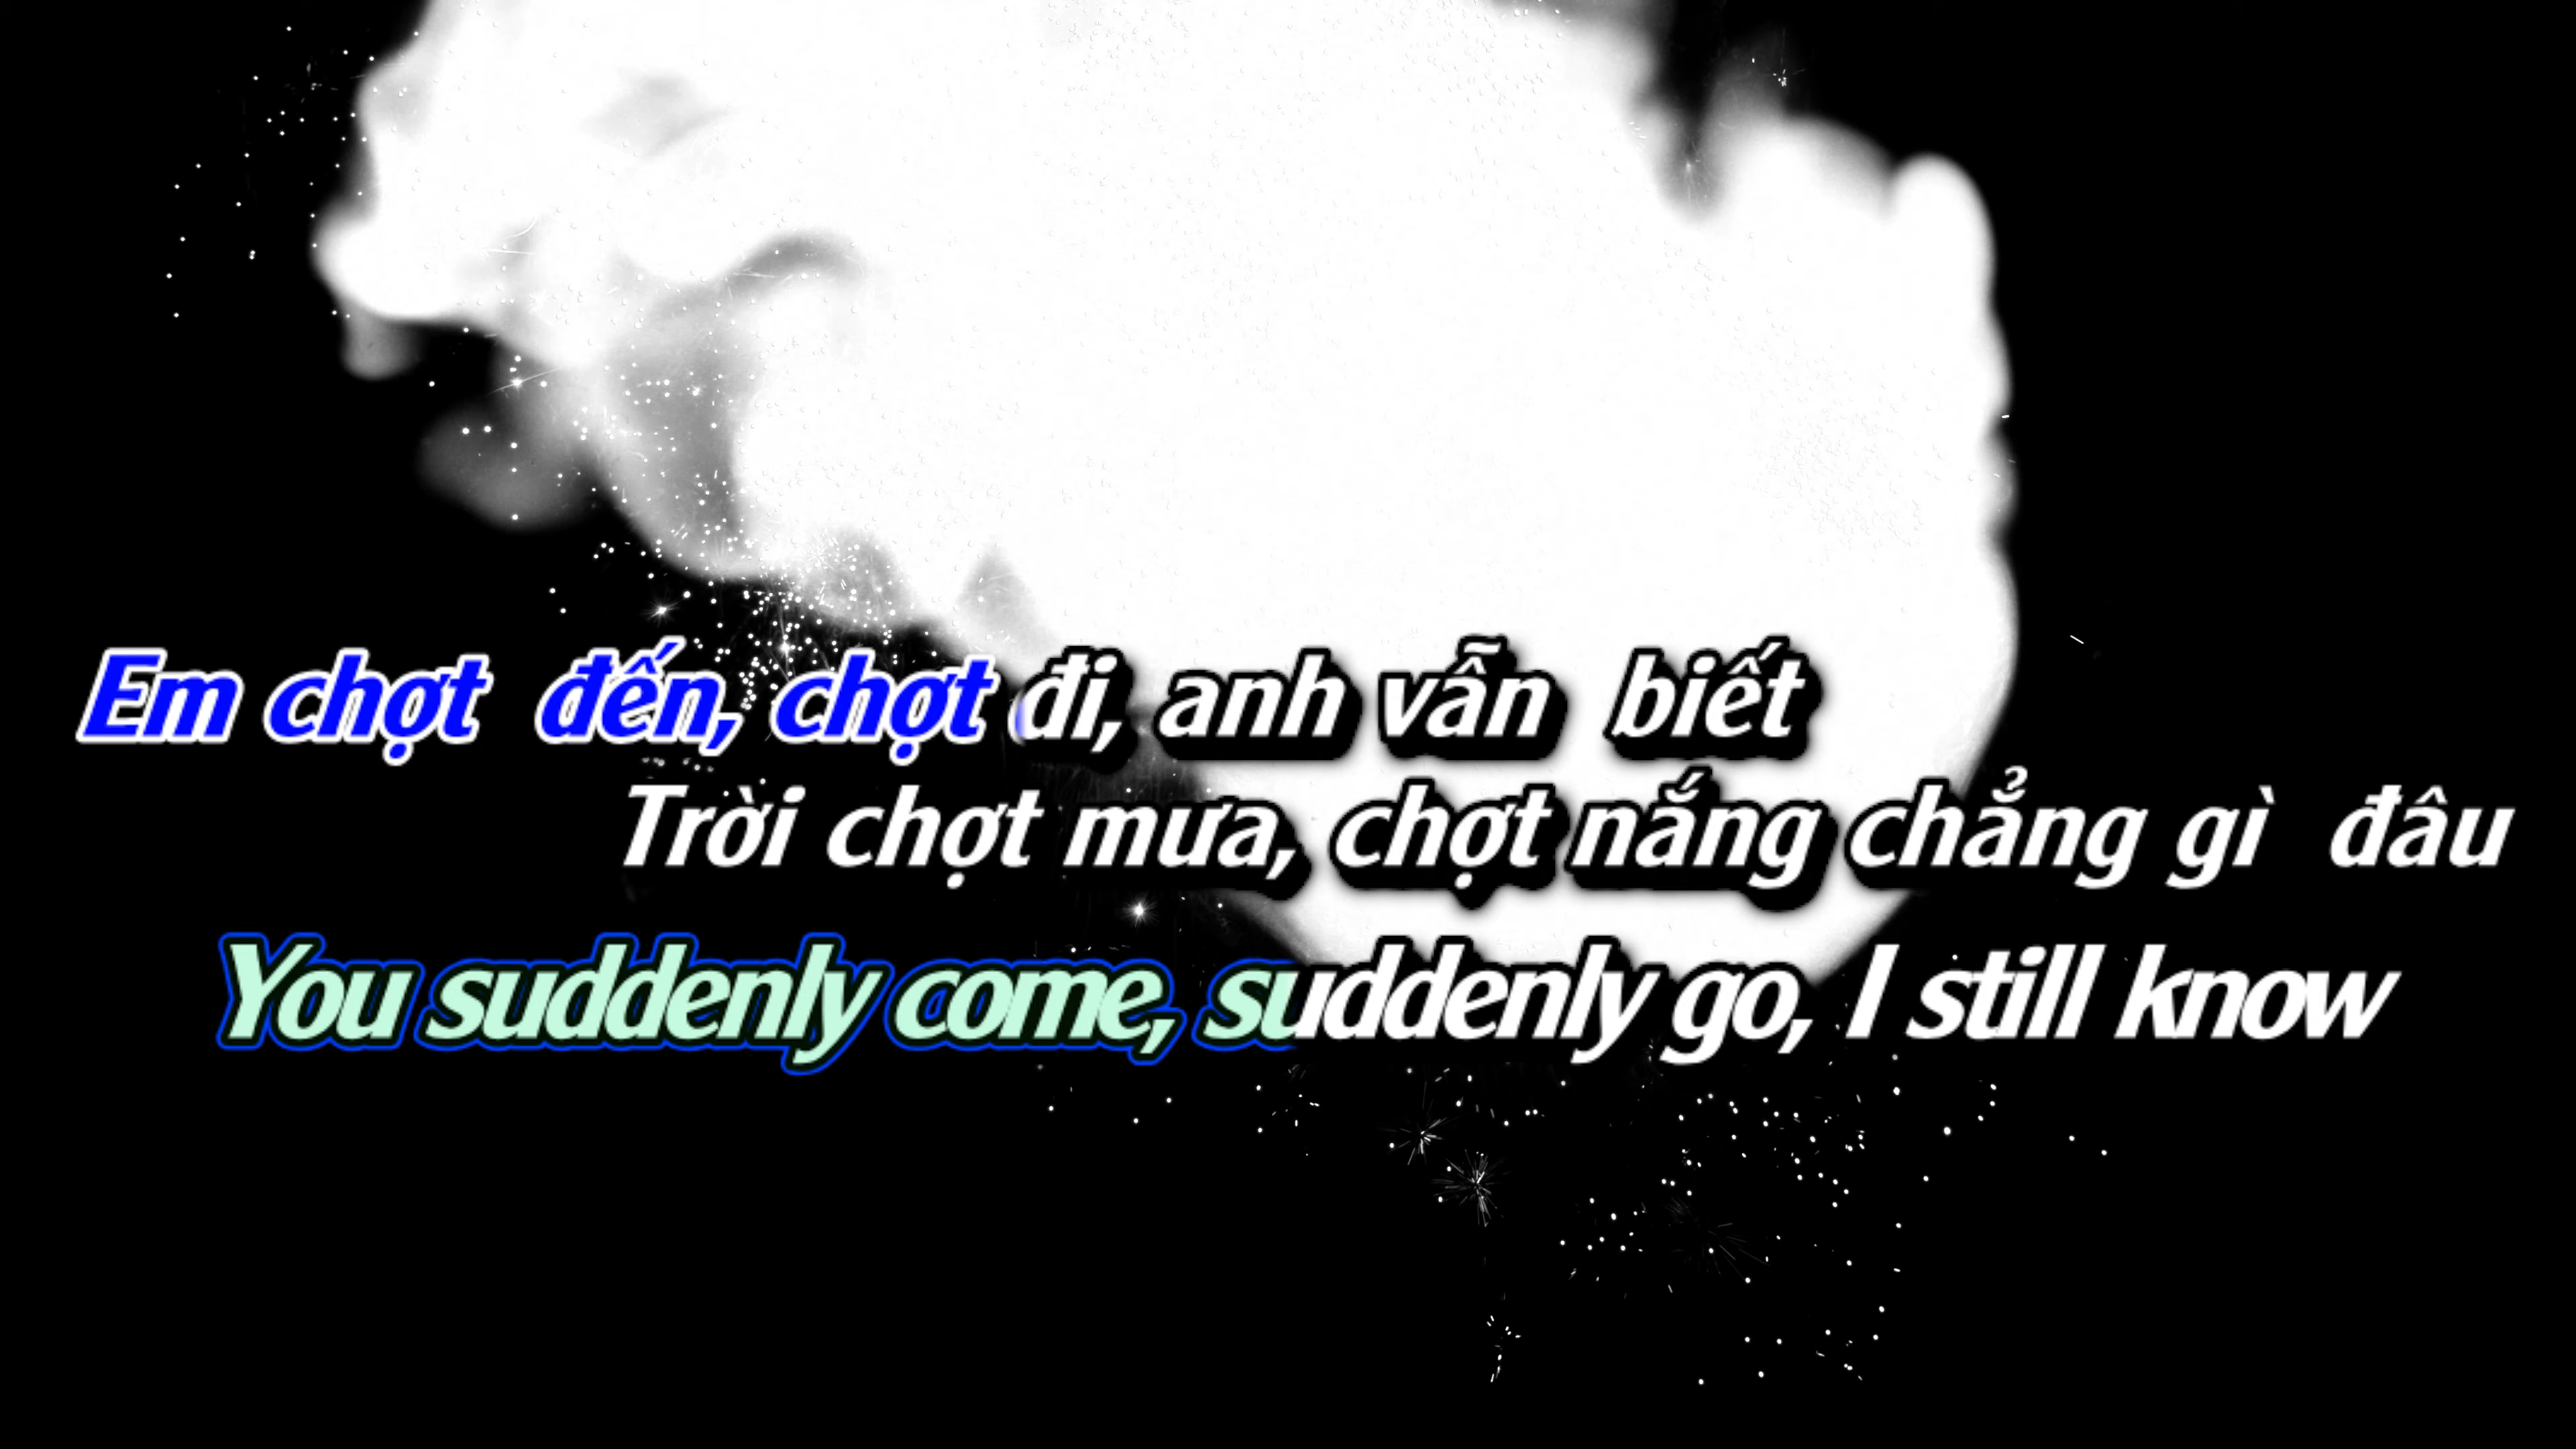 Em chợt đến, chợt đi, anh vẫn biết
Trời chợt mưa, chợt nắng chẳng gì đâu
You suddenly come, suddenly go, I still know